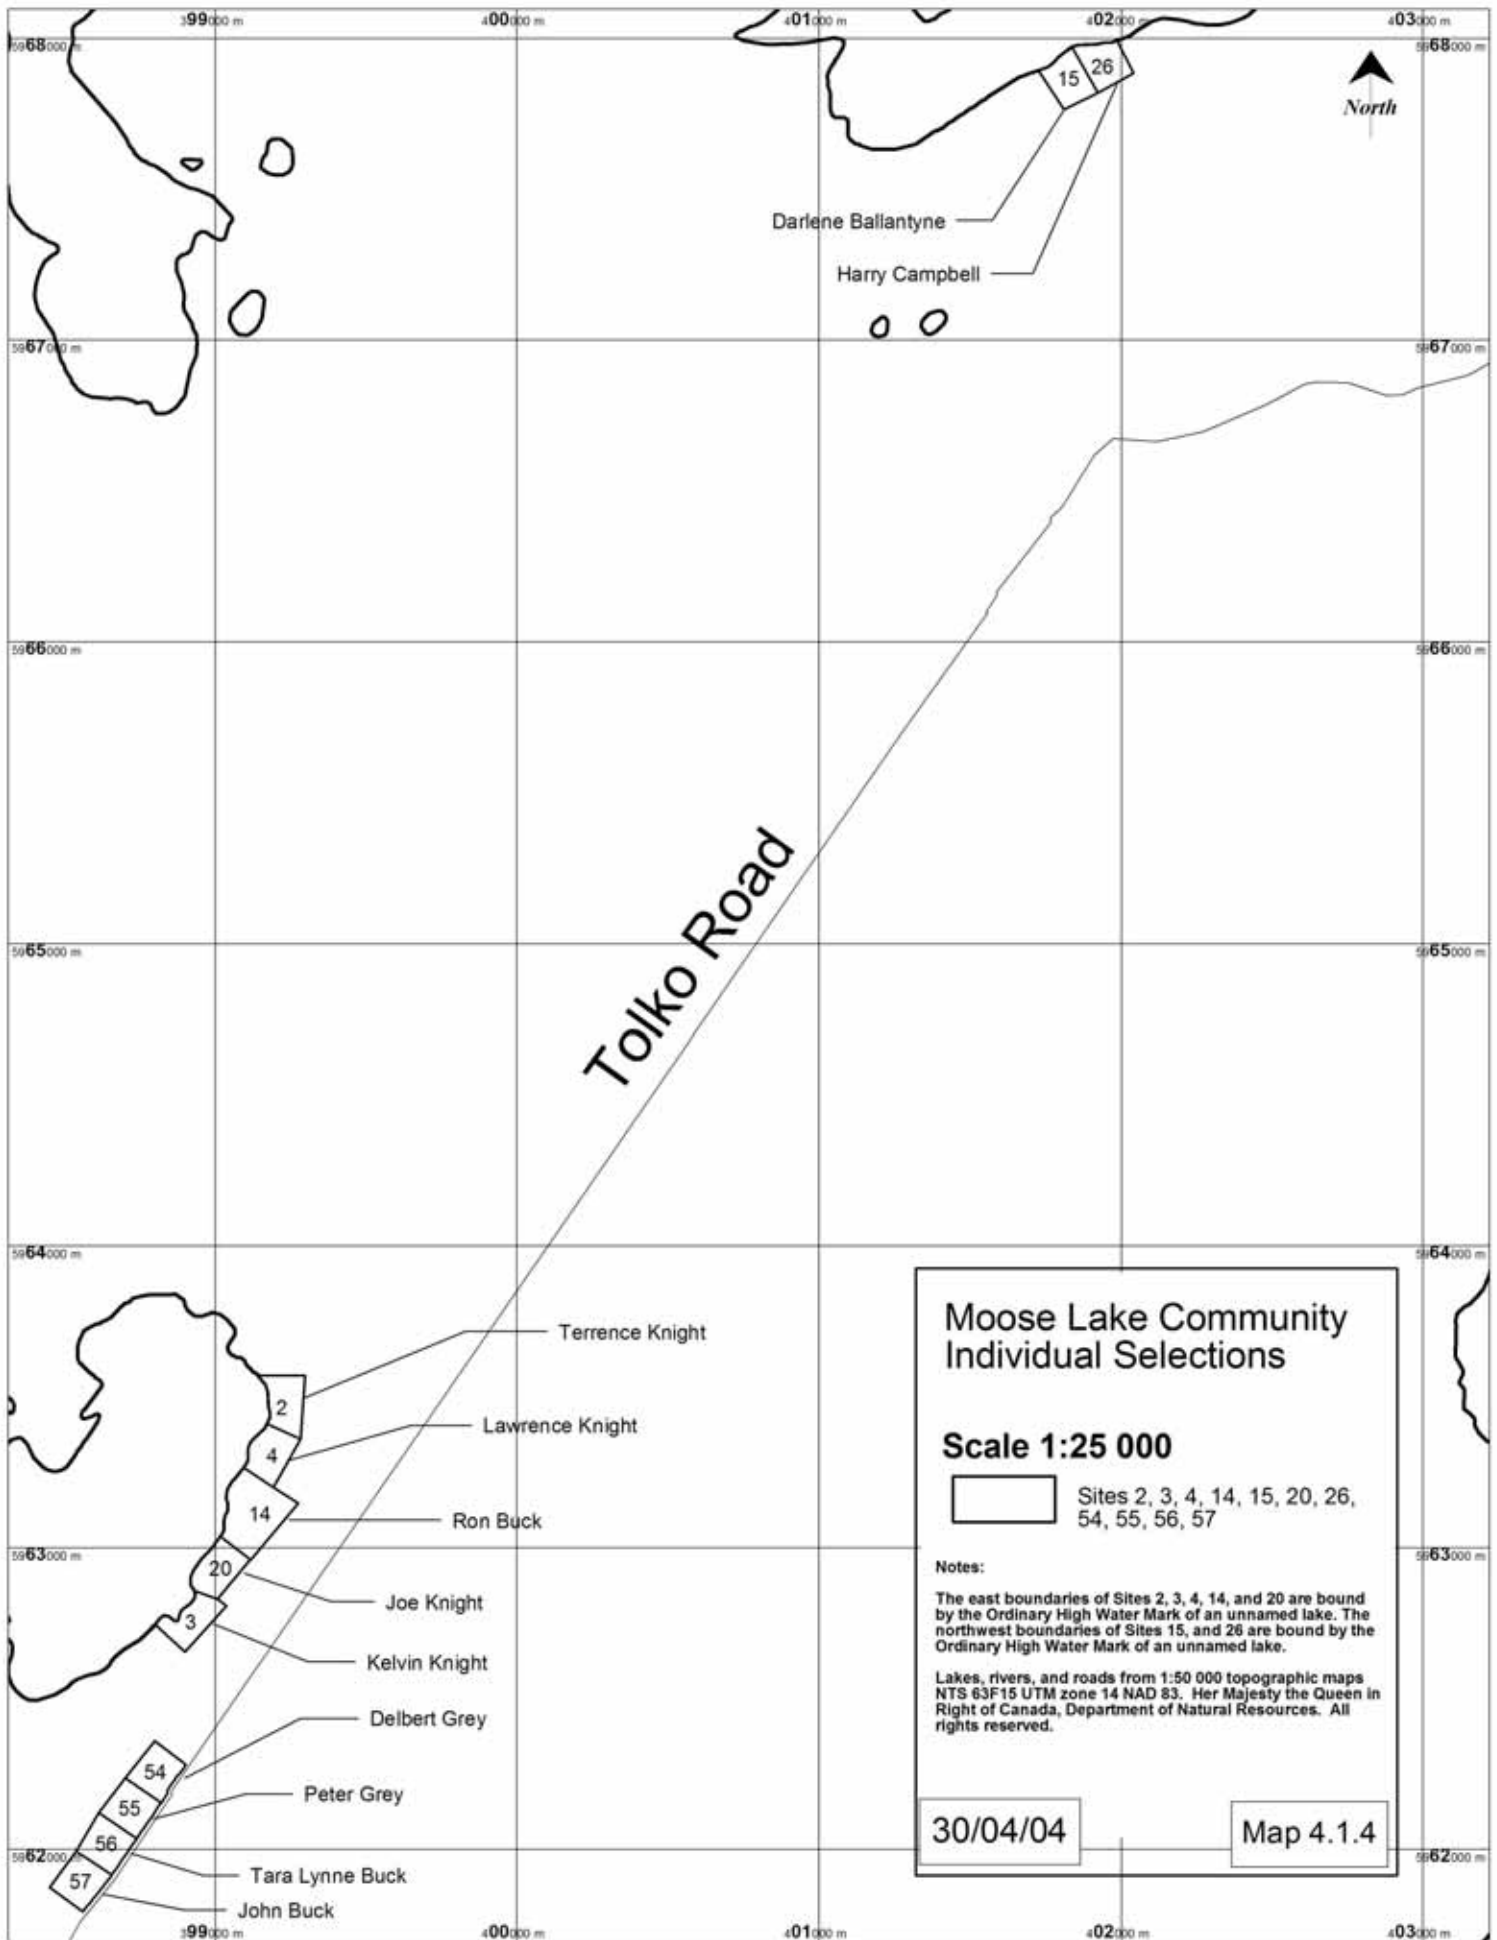 399000 m
400000 m
401000 m
402000 m
403000 m
5968000 m
5968000 m
15
26
North
Darlene Ballantyne
Harry Campbell
5967000 m
5967000 m
5966000 m
5966000 m
Tolko Road
5965000 m
5965000 m
5964000 m
5964000 m
Terrence Knight
2
Lawrence Knight
4
14
Ron Buck
5963000 m
5963000 m
20
Joe Knight
3
Kelvin Knight
Delbert Grey
54
Peter Grey
55
56
5962000 m
5962000 m
Tara Lynne Buck
57
John Buck
Moose Lake Community
Individual Selections
Scale 1:25 000
Sites 2, 3, 4, 14, 15, 20, 26,
54, 55, 56, 57
Notes:
The east boundaries of Sites 2, 3, 4, 14, and 20 are bound
by the Ordinary High Water Mark of an unnamed lake. The
northwest boundaries of Sites 15, and 26 are bound by the
Ordinary High Water Mark of an unnamed lake.
Lakes, rivers, and roads from 1:50 000 topographic maps
NTS 63F15 UTM zone 14 NAD 83. Her Majesty the Queen in
Right of Canada, Department of Natural Resources. All
rights reserved.
30/04/04
Map 4.1.4
399000 m
400000 m
401000 m
402000 m
403000 m